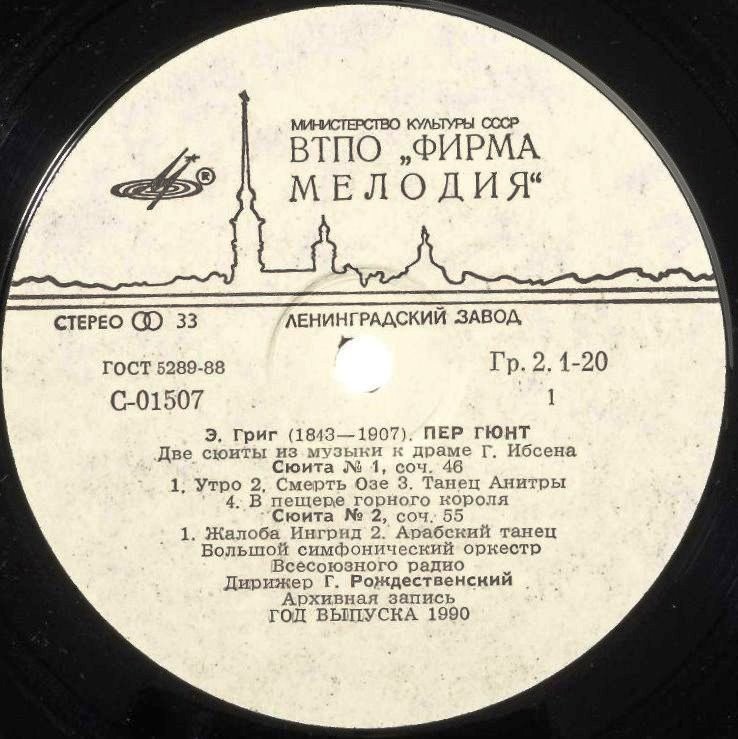 МИНИСТЕРСТВО КУЛЬТУРЫ СССР
ВТПО „ФИРМА
МЕЛОДИЯ“
®
СТЕРЕО 33
ЛЕНИНГРАДСКИЙ ЗАВОД
ГОСТ 5289-88
Гр. 2. 1-20
С-01507
1
Э. Григ (1843—1907). ПЕР ГЮНТ
Две сюиты из музыки к драме Г. Ибсена
Сюита № 1, соч. 46
1. Утро 2. Смерть Озе 3. Танец Анитры
4. В пещере горного короля
Сюита № 2, соч. 55
1. Жалоба Ингрид 2. Арабский танец
Большой симфонический оркестр
Всесоюзного радио
Дирижер Г. Рождественский
Архивная запись
ГОД ВЫПУСКА 1990